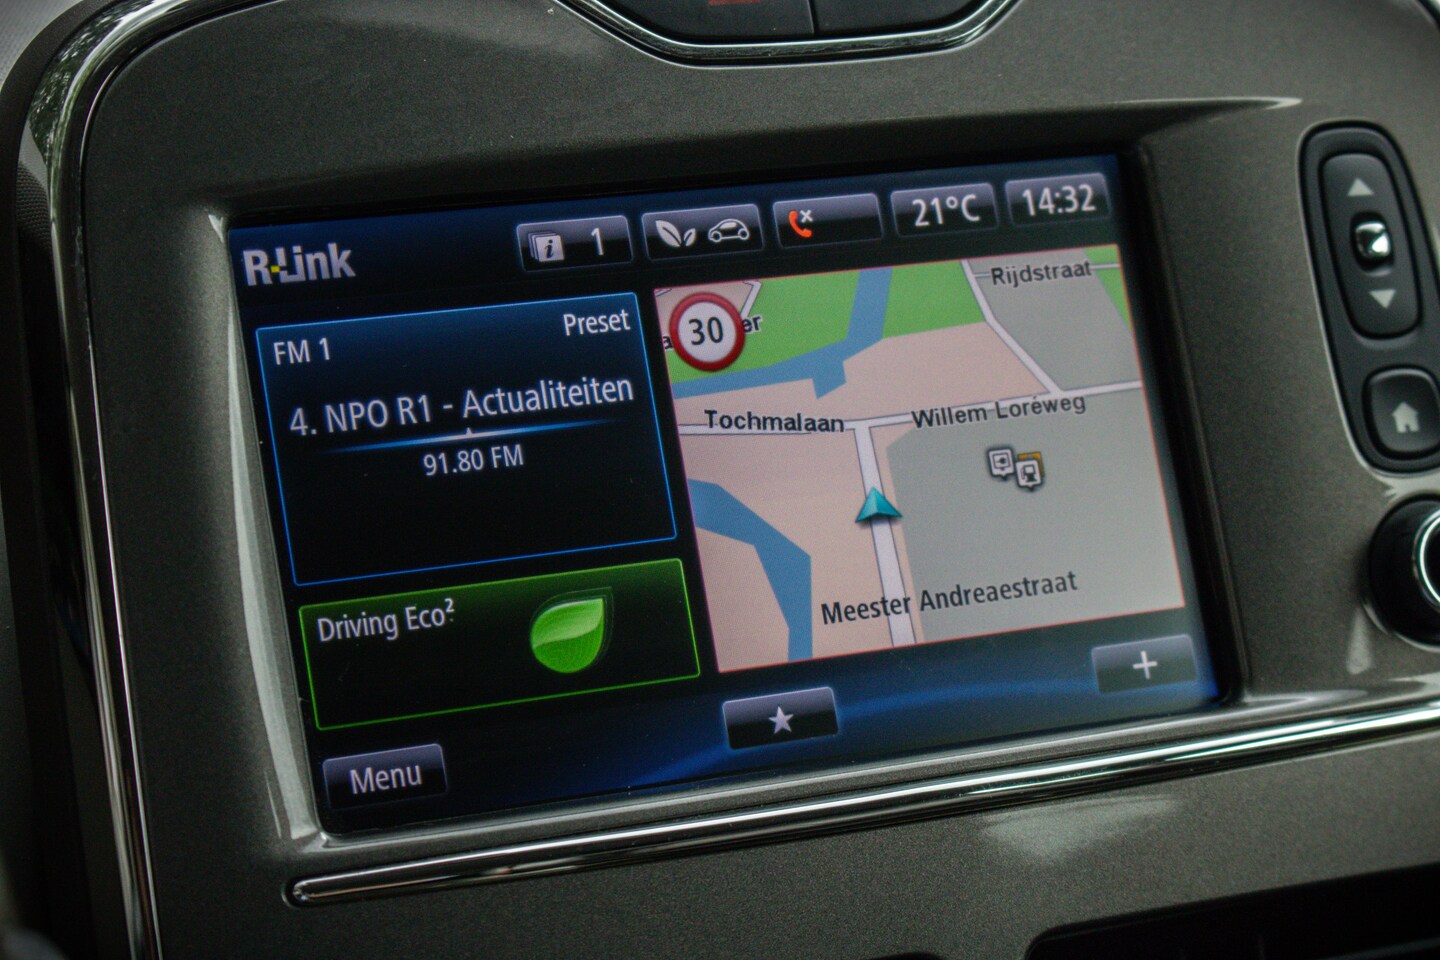 R-Link
1
21°C
14:32
FM 1
Preset
4. NPO R1 - Actualiteiten
91.80 FM
Driving Eco²
Menu
30
Rijdstraat
Tochmalaan
Willem Loréweg
Meester Andreaestraat